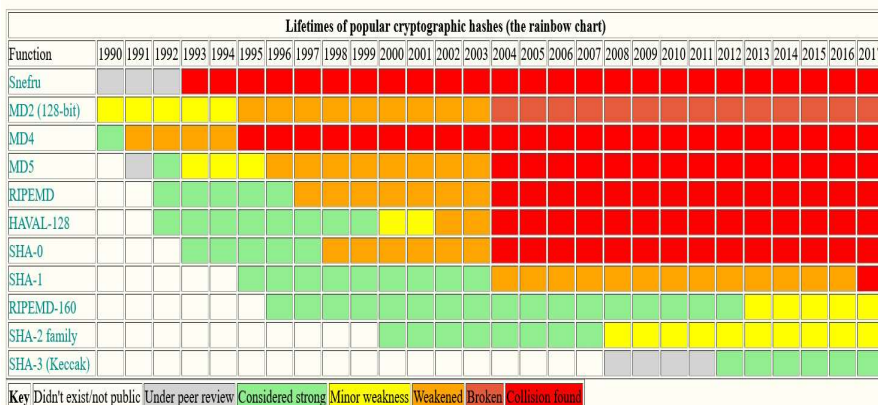 Lifetimes of popular cryptographic hashes (the rainbow chart)
Function 1990 1991 1992 1993 1994 1995 1996 1997 1998 1999 2000 2001 2002 2003 2004 2005 2006 2007 2008 2009 2010 2011 2012 2013 2014 2015 2016 2017
Snefru
MD2 (128-bit)
MD4
MD5
RIPEMD
HAVAL-128
SHA-0
SHA-1
RIPEMD-160
SHA-2 family
SHA-3 (Keccak)
Key Didn't exist/not public Under peer review Considered strong Minor weakness Weakened Broken Collision found